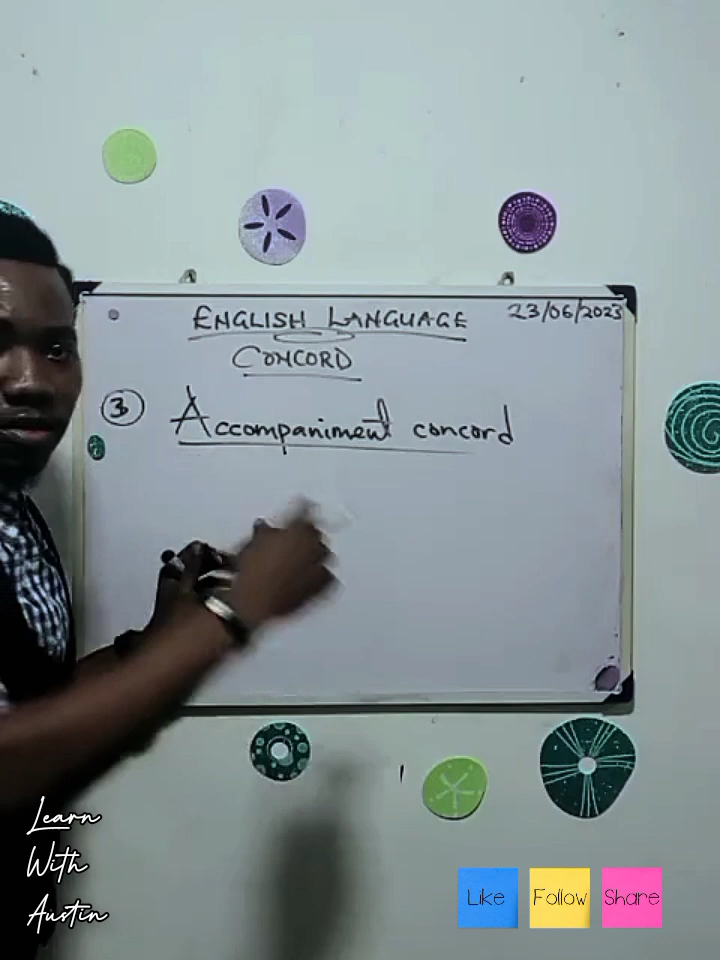 ENGLISH LANGUAGE
23/06/2023
CONCORD
3 Accompaniment concord
Learn
With
Austin
Like Follow Share